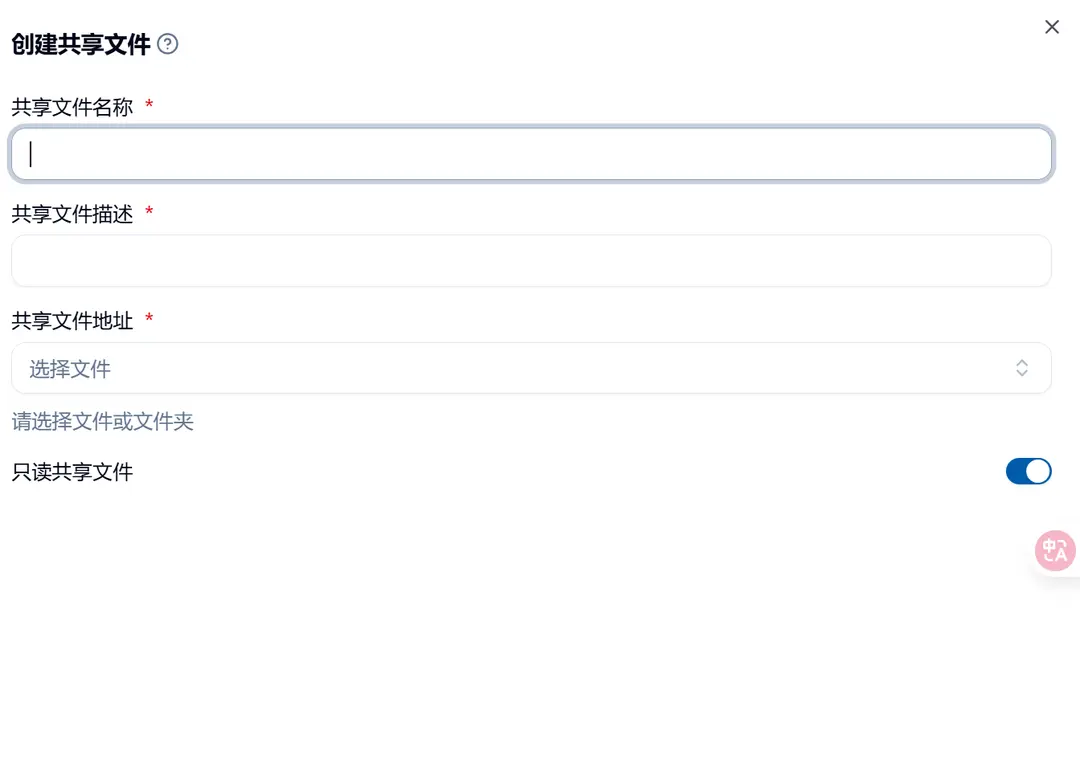 创建共享文件 ?
共享文件名称 *
共享文件描述 *
共享文件地址 *
选择文件
请选择文件或文件夹
只读共享文件
中 A